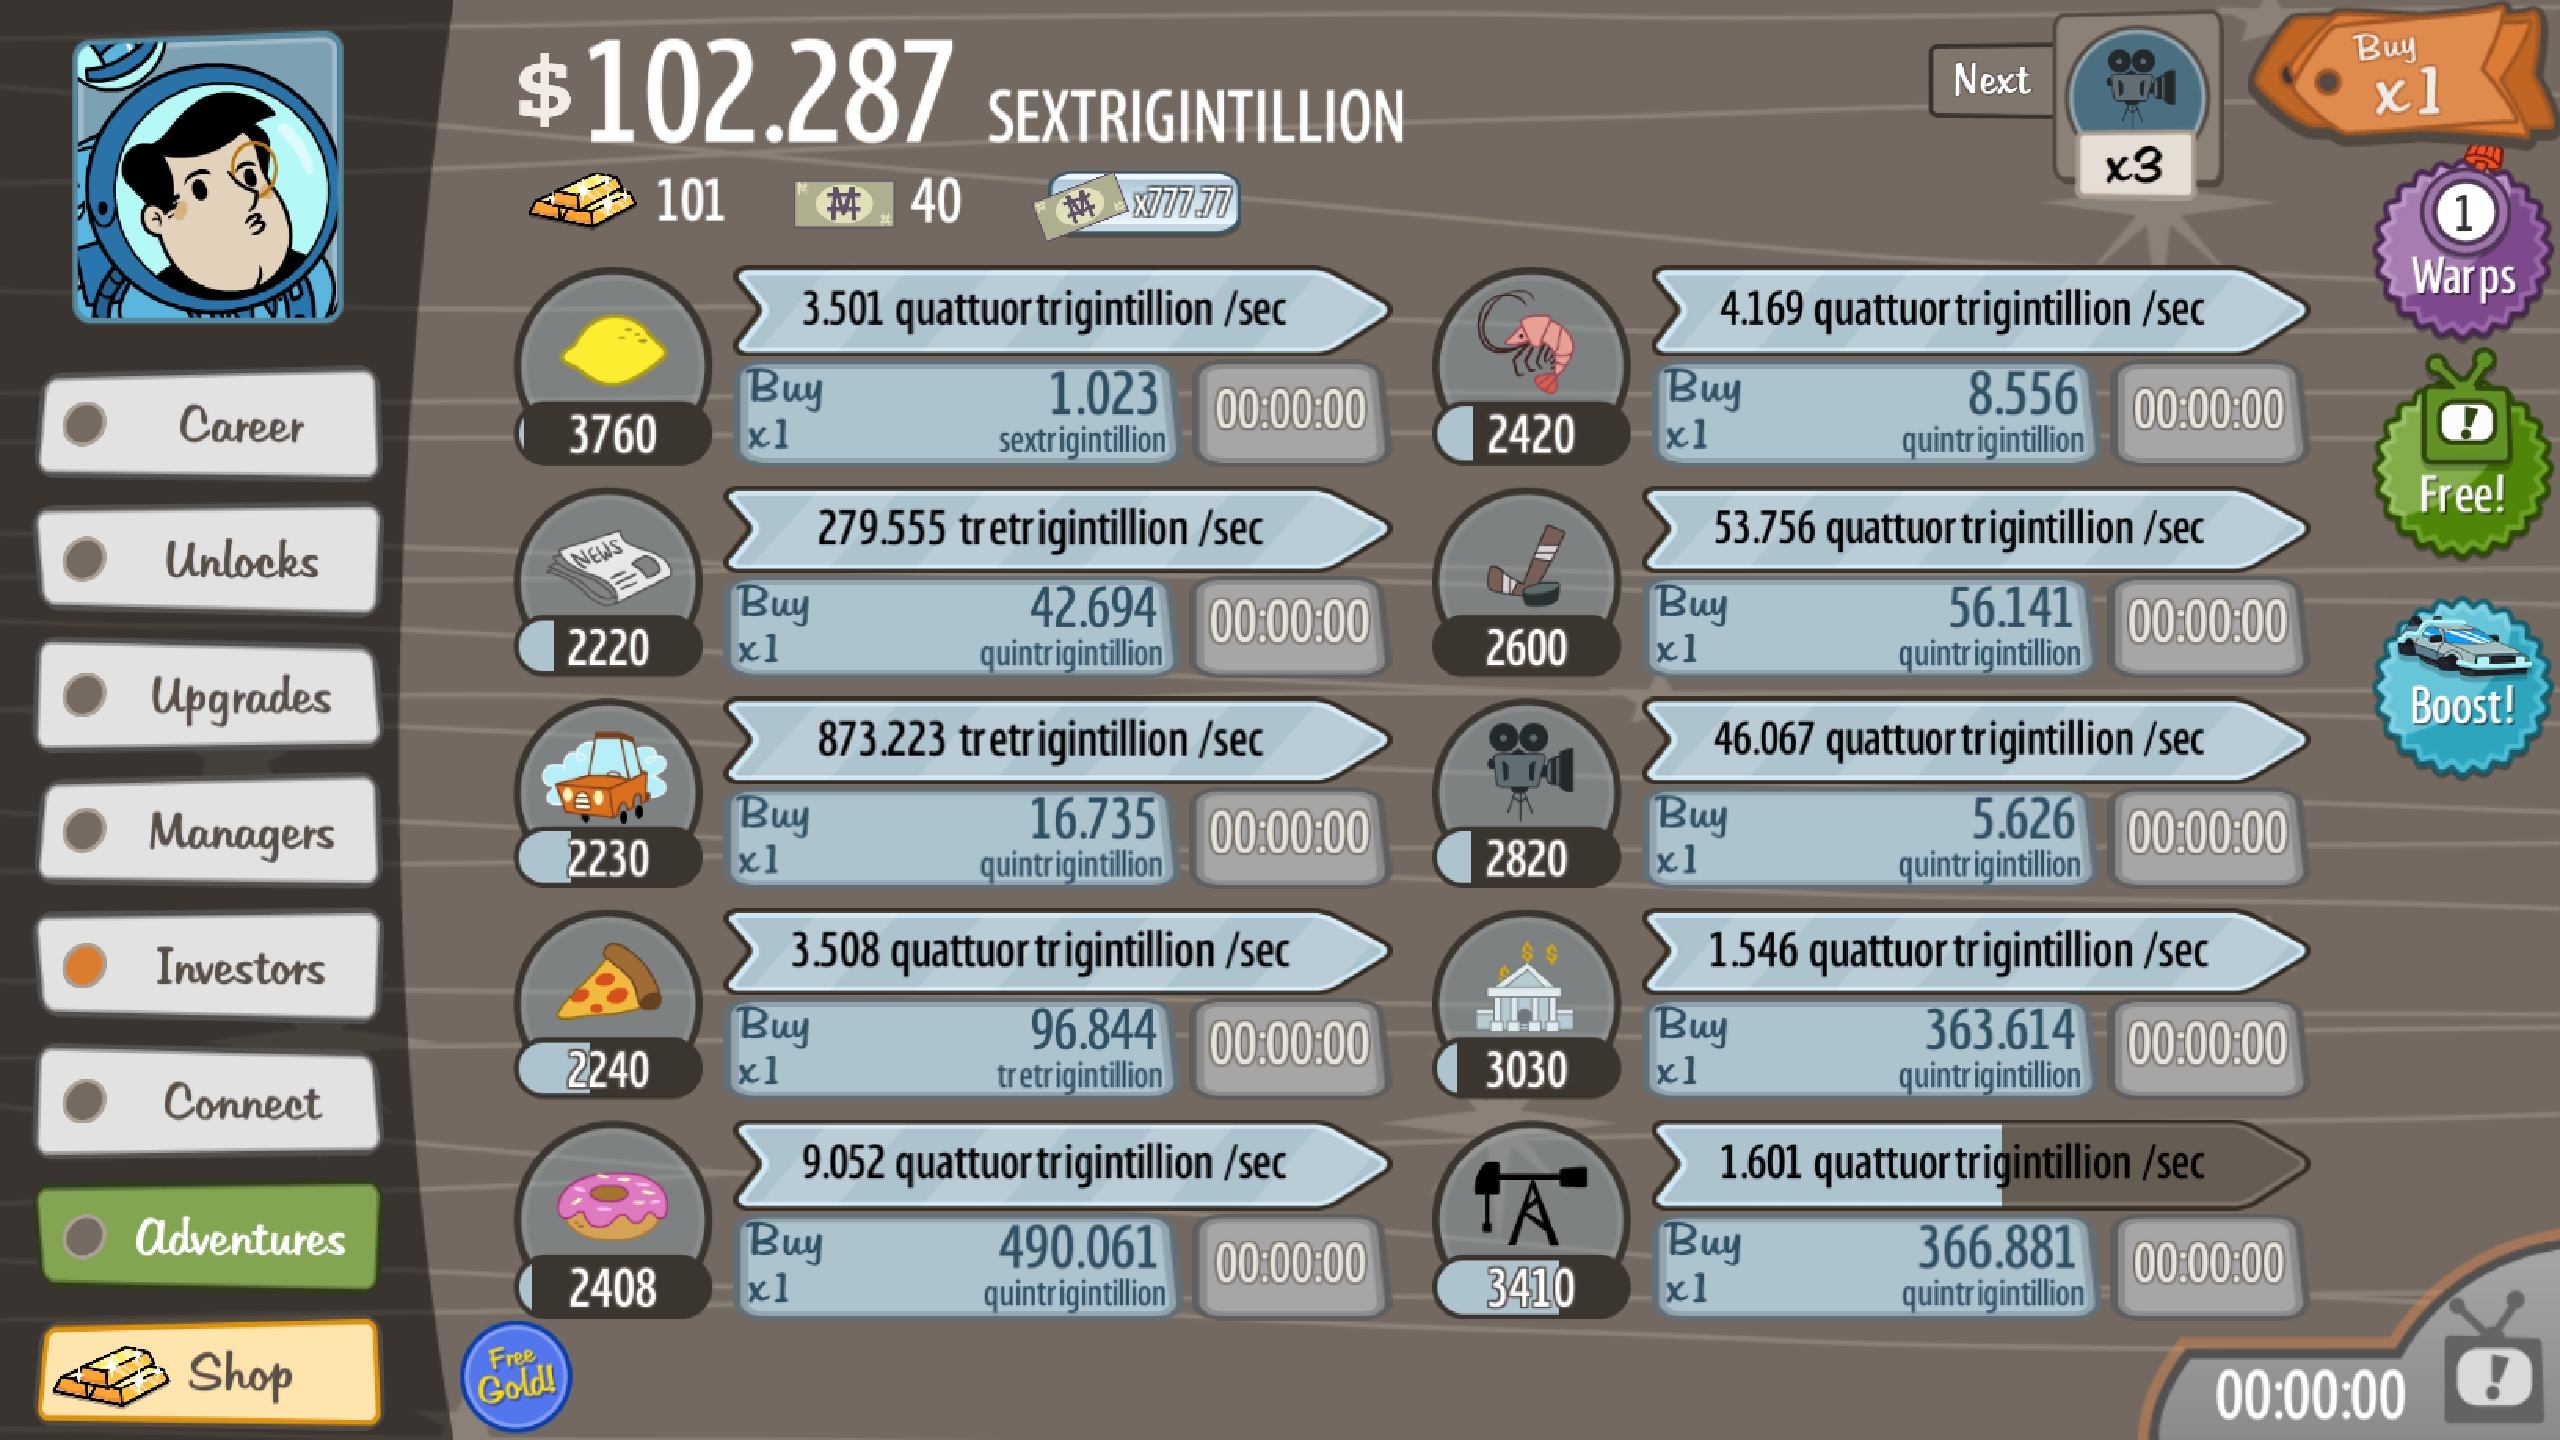 $102.287 SEXTRIGINTILLION
101 40 x777.77
Next
x3
Buy
x1
1
Warps
Free!
Boost!
Career
Unlocks
Upgrades
Managers
Investors
Connect
Adventures
Shop
3.501 quattuortrigintillion /sec
3760
Buy
x1
1.023
sextrigintillion
00:00:00
4.169 quattuortrigintillion /sec
2420
Buy
x1
8.556
quintrigintillion
00:00:00
NEWS
279.555 tretrigintillion /sec
2220
Buy
x1
42.694
quintrigintillion
00:00:00
53.756 quattuortrigintillion /sec
2600
Buy
x1
56.141
quintrigintillion
00:00:00
873.223 tretrigintillion /sec
2230
Buy
x1
16.735
quintrigintillion
00:00:00
46.067 quattuortrigintillion /sec
2820
Buy
x1
5.626
quintrigintillion
00:00:00
3.508 quattuortrigintillion /sec
2240
Buy
x1
96.844
tretrigintillion
00:00:00
1.546 quattuortrigintillion /sec
3030
Buy
x1
363.614
quintrigintillion
00:00:00
9.052 quattuortrigintillion /sec
2408
Buy
x1
490.061
quintrigintillion
00:00:00
1.601 quattuortrigintillion /sec
3410
Buy
x1
366.881
quintrigintillion
00:00:00
Free
Gold!
00:00:00